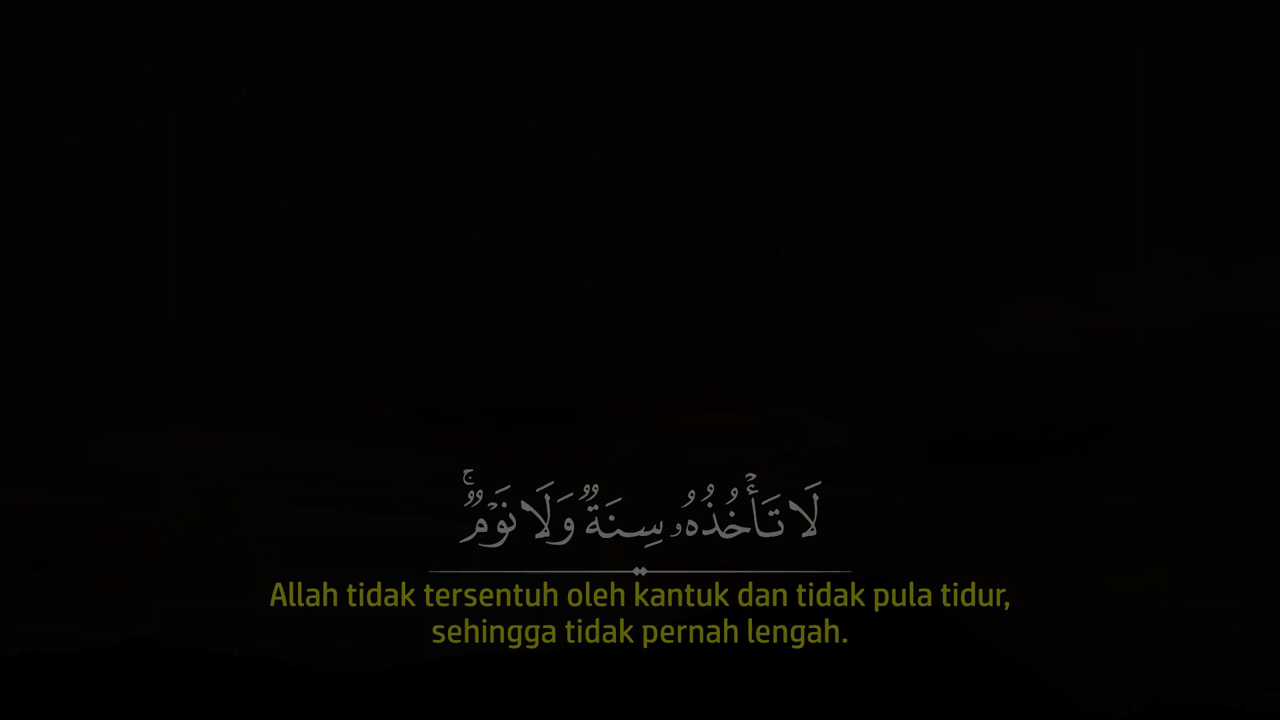 لَا تَأۡخُذُهُۥ سِنَةٌ وَلَا نَوۡمٌۚ
Allah tidak tersentuh oleh kantuk dan tidak pula tidur,
sehingga tidak pernah lengah.